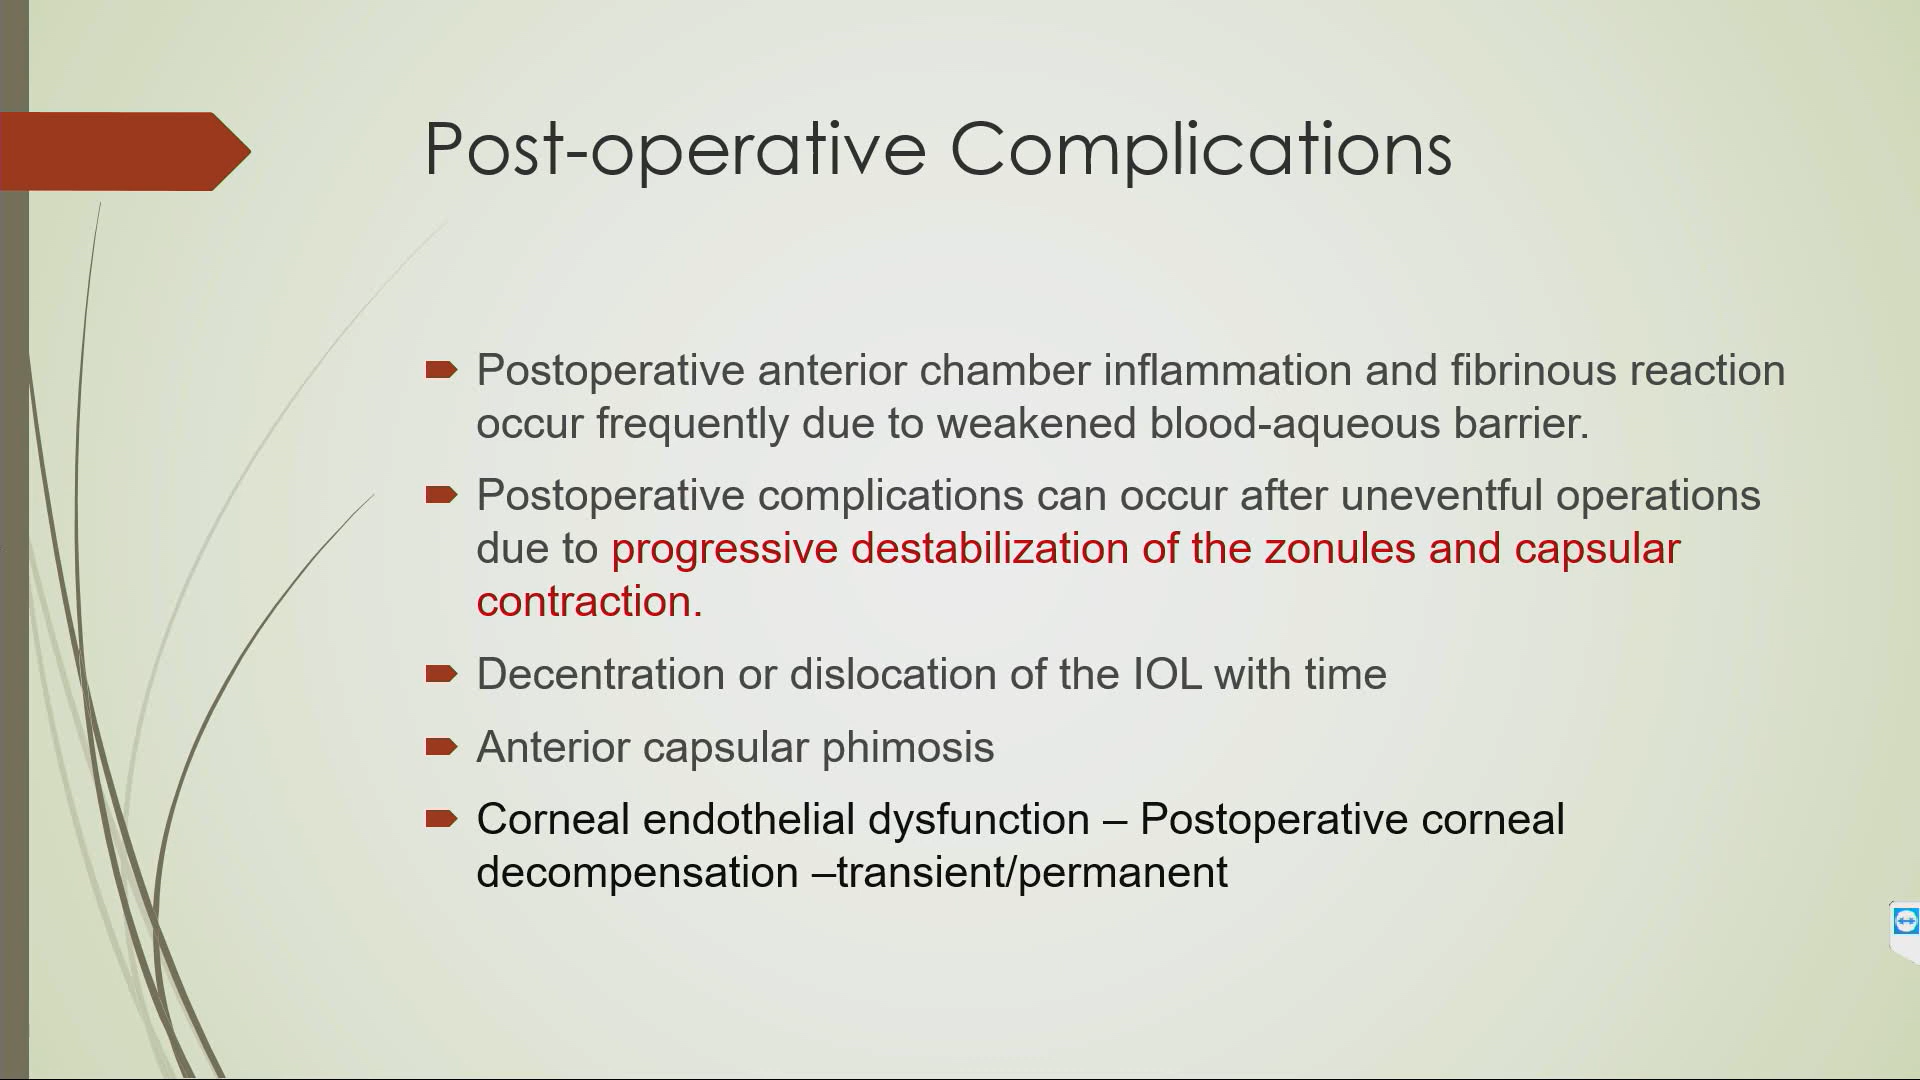 Post-operative Complications
Postoperative anterior chamber inflammation and fibrinous reaction
occur frequently due to weakened blood-aqueous barrier.
Postoperative complications can occur after uneventful operations
due to progressive destabilization of the zonules and capsular
contraction.
Decentration or dislocation of the IOL with time
Anterior capsular phimosis
Corneal endothelial dysfunction – Postoperative corneal
decompensation –transient/permanent